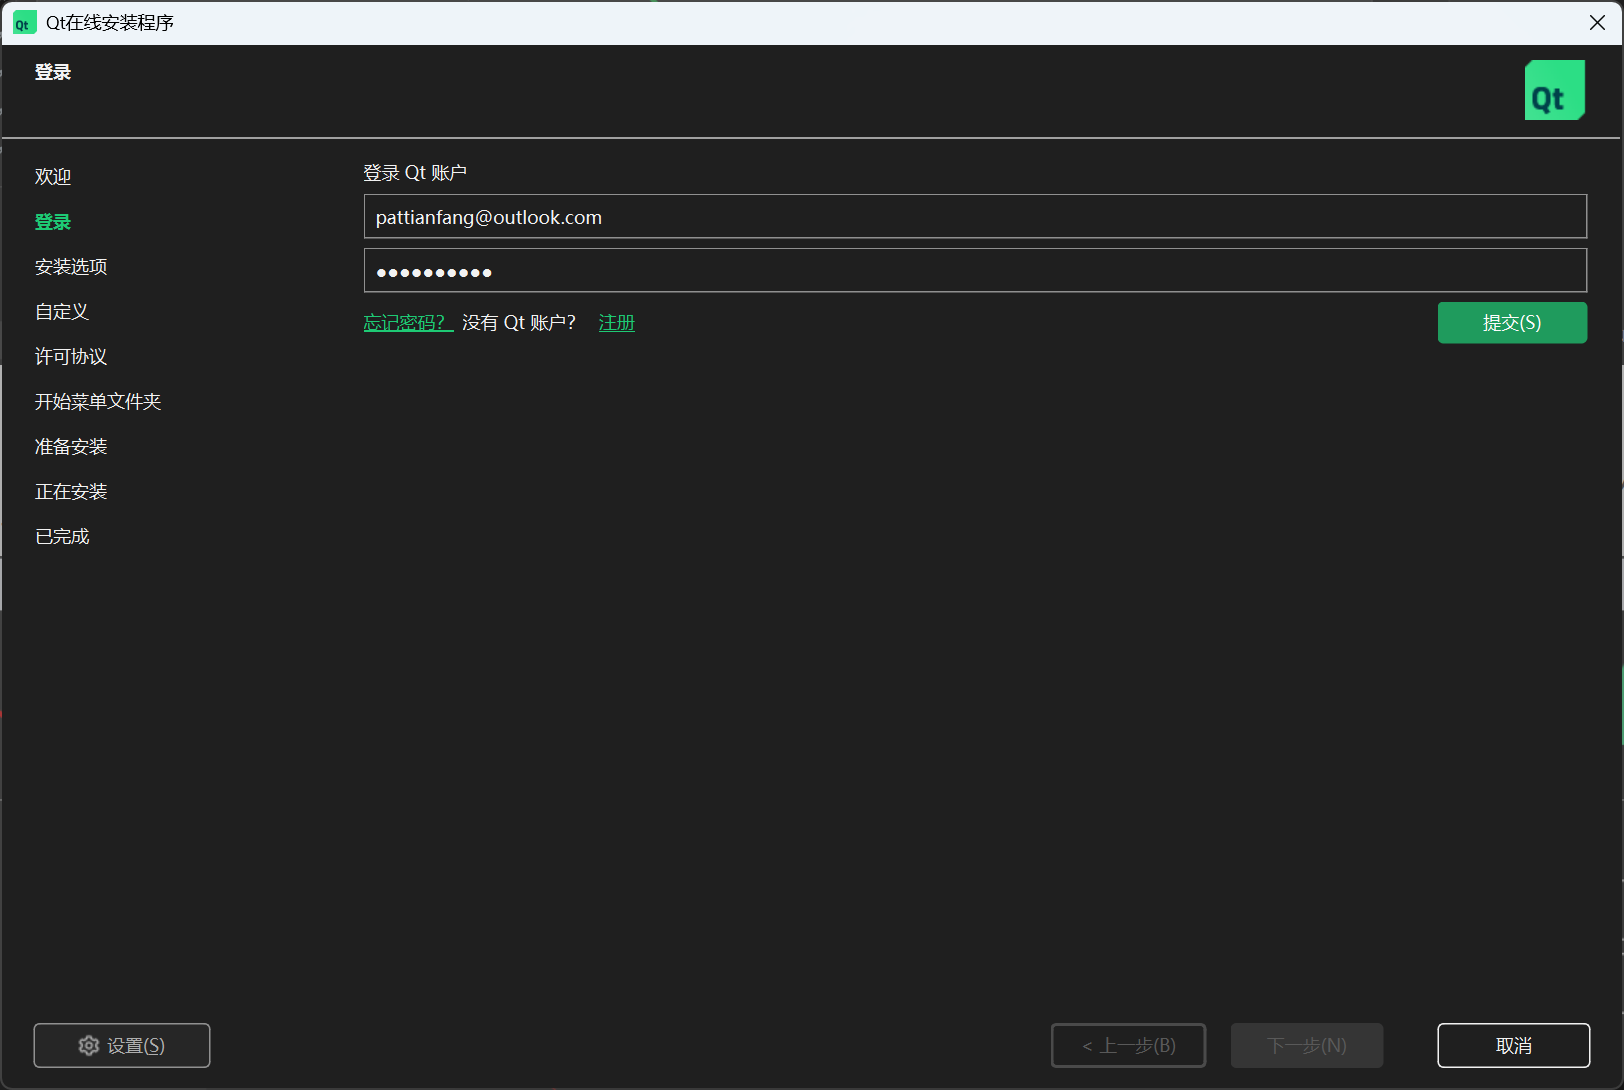 Qt Qt在线安装程序
登录
Qt
欢迎
登录
安装选项
自定义
许可协议
开始菜单文件夹
准备安装
正在安装
已完成
登录 Qt 账户
pattianfang@outlook.com
●●●●●●●●●●
忘记密码? 没有 Qt 账户? 注册
提交(S)
设置(S)
< 上一步(B)
下一步(N)
取消